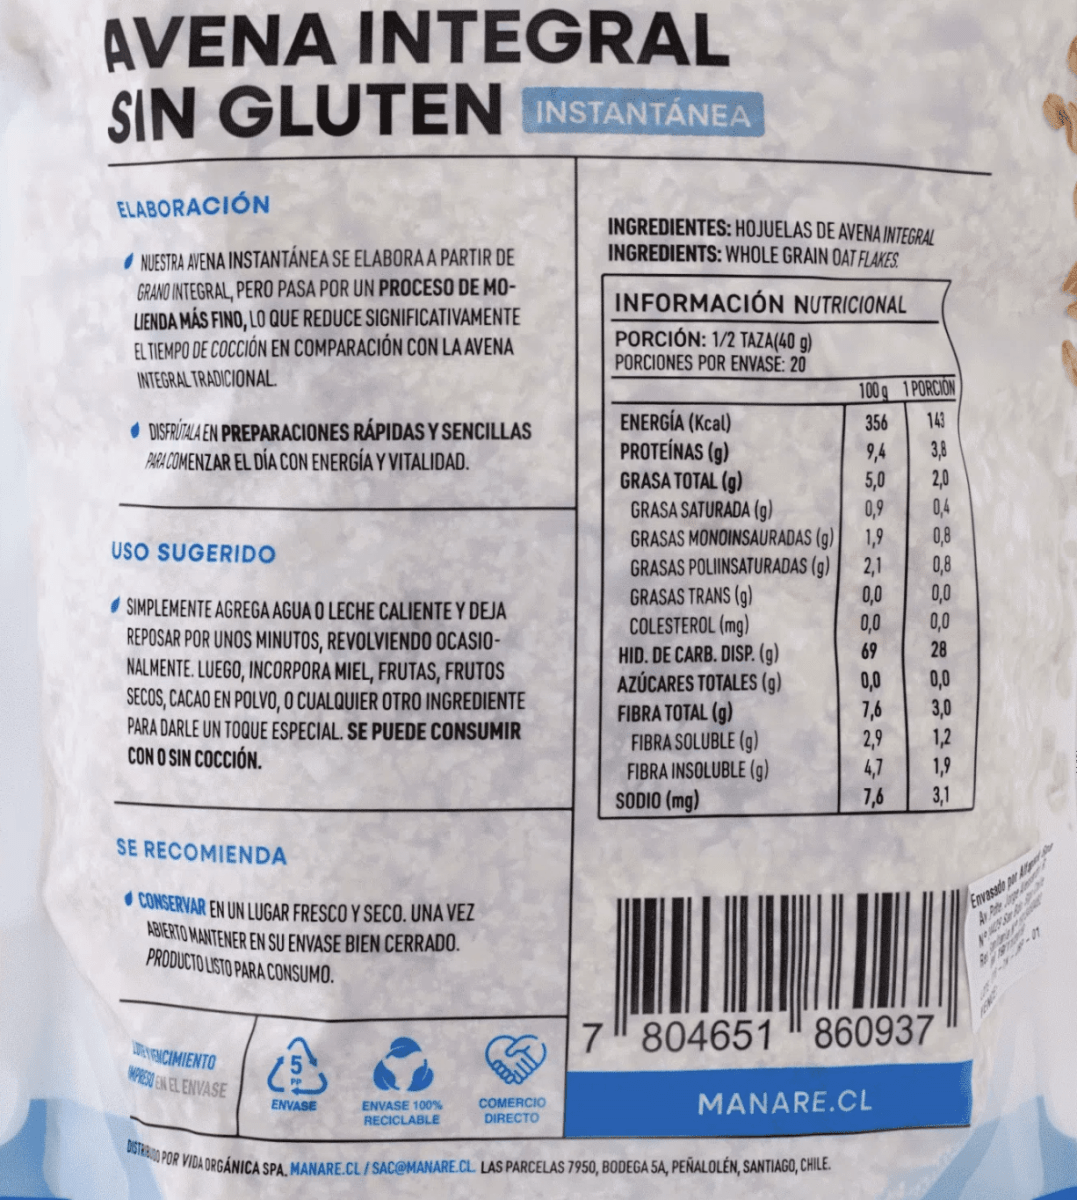 AVENA INTEGRAL
SIN GLUTEN INSTANTÁNEA
ELABORACIÓN
NUESTRA AVENA INSTANTÁNEA SE ELABORA A PARTIR DE
GRANO INTEGRAL, PERO PASA POR UN PROCESO DE MO-
LIENDA MÁS FINO, LO QUE REDUCE SIGNIFICATIVAMENTE
EL TIEMPO DE COCCIÓN EN COMPARACIÓN CON LA AVENA
INTEGRAL TRADICIONAL.
DISFRÚTALA EN PREPARACIONES RÁPIDAS Y SENCILLAS
PARA COMENZAR EL DÍA CON ENERGÍA Y VITALIDAD.
USO SUGERIDO
SIMPLEMENTE AGREGA AGUA O LECHE CALIENTE Y DEJA
REPOSAR POR UNOS MINUTOS, REVOLVIENDO OCASIO-
NALMENTE. LUEGO, INCORPORA MIEL, FRUTAS, FRUTOS
SECOS, CACAO EN POLVO, O CUALQUIER OTRO INGREDIENTE
PARA DARLE UN TOQUE ESPECIAL. SE PUEDE CONSUMIR
CON O SIN COCCIÓN.
SE RECOMIENDA
CONSERVAR EN UN LUGAR FRESCO Y SECO. UNA VEZ
ABIERTO MANTENER EN SU ENVASE BIEN CERRADO.
PRODUCTO LISTO PARA CONSUMO.
LOTE Y VENCIMIENTO
IMPRESO EN EL ENVASE
5
PP
ENVASE
ENVASE 100%
RECICLABLE
COMERCIO
DIRECTO
INGREDIENTES: HOJUELAS DE AVENA INTEGRAL
INGREDIENTS: WHOLE GRAIN OAT FLAKES.
INFORMACIÓN NUTRICIONAL
PORCIÓN: 1/2 TAZA(40 g)
PORCIONES POR ENVASE: 20
100 g 1 PORCIÓN
ENERGÍA (Kcal) 356 143
PROTEÍNAS (g) 9,4 3,8
GRASA TOTAL (g) 5,0 2,0
GRASA SATURADA (g) 0,9 0,4
GRASAS MONOINSAURADAS (g) 1,9 0,8
GRASAS POLIINSATURADAS (g) 2,1 0,8
GRASAS TRANS (g) 0,0 0,0
COLESTEROL (mg) 0,0 0,0
HID. DE CARB. DISP. (g) 69 28
AZÚCARES TOTALES (g) 0,0 0,0
FIBRA TOTAL (g) 7,6 3,0
FIBRA SOLUBLE (g) 2,9 1,2
FIBRA INSOLUBLE (g) 4,7 1,9
SODIO (mg) 7,6 3,1
Envasado por
7 804651 860937
MANARE.CL
DISTRIBUIDO POR VIDA ORGÁNICA SPA. MANARE.CL / SAC@MANARE.CL. LAS PARCELAS 7950, BODEGA 5A, PEÑALOLÉN, SANTIAGO, CHILE.